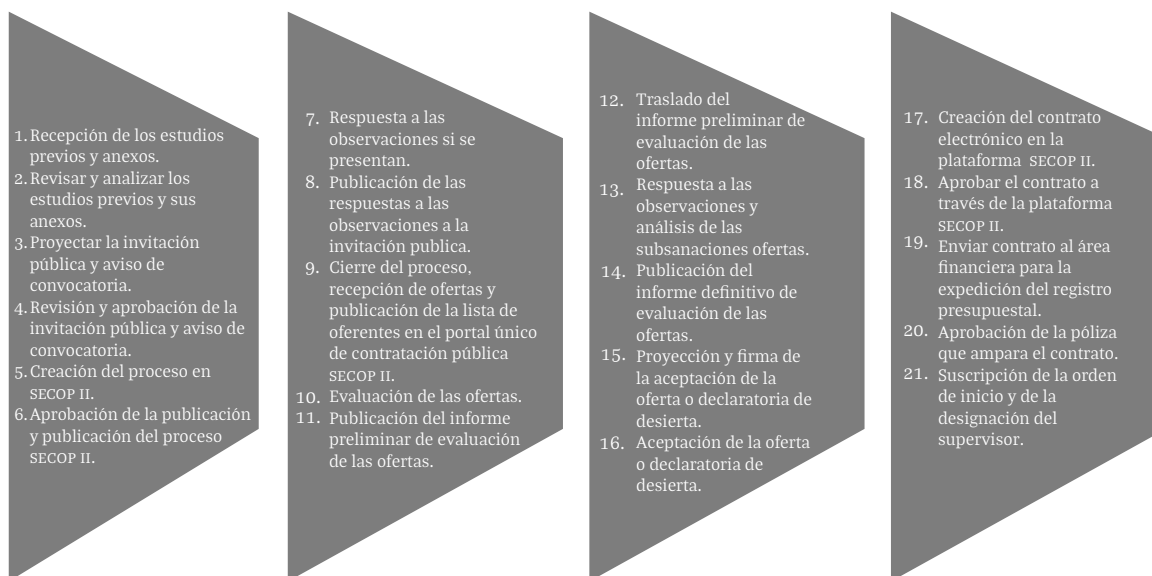 1. Recepción de los estudios
previos y anexos.
2. Revisar y analizar los
estudios previos y sus
anexos.
3. Proyectar la invitación
pública y aviso de
convocatoria.
4. Revisión y aprobación de la
invitación pública y aviso de
convocatoria.
5. Creación del proceso en
SECOP II.
6. Aprobación de la publicación
y publicación del proceso
SECOP II.
7. Respuesta a las
observaciones si se
presentan.
8. Publicación de las
respuestas a las
observaciones a la
invitación publica.
9. Cierre del proceso,
recepción de ofertas y
publicación de la lista de
oferentes en el portal único
de contratación pública
SECOP II.
10. Evaluación de las ofertas.
11. Publicación del informe
preliminar de evaluación
de las ofertas.
12. Traslado del
informe preliminar de
evaluación de las
ofertas.
13. Respuesta a las
observaciones y
análisis de las
subsanaciones ofertas.
14. Publicación del
informe definitivo de
evaluación de las
ofertas.
15. Proyección y firma de
la aceptación de la
oferta o declaratoria de
desierta.
16. Aceptación de la oferta
o declaratoria de
desierta.
17. Creación del contrato
electrónico en la
plataforma SECOP II.
18. Aprobar el contrato a
través de la plataforma
SECOP II.
19. Enviar contrato al área
financiera para la
expedición del registro
presupuestal.
20. Aprobación de la póliza
que ampara el contrato.
21. Suscripción de la orden
de inicio y de la
designación del
supervisor.